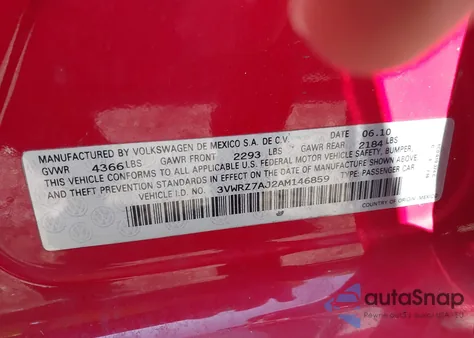 MANUFACTURED BY VOLKSWAGEN DE MEXICO S.A. DE C.V. DATE 06.10
GVWR 4366LBS GAWR FRONT 2293 LBS GAWR REAR 2184 LBS
THIS VEHICLE CONFORMS TO ALL APPLICABLE U.S. FEDERAL MOTOR VEHICLE SAFETY, BUMPER,
AND THEFT PREVENTION STANDARDS IN EFFECT ON THE DATE OF MANUFACTURE SHOWN ABOVE
VEHICLE I.D. NO. 3VWRZ7AJ2AM146859 TYPE: PASSENGER CAR
COUNTRY OF ORIGIN: MEXICO
autoSnap